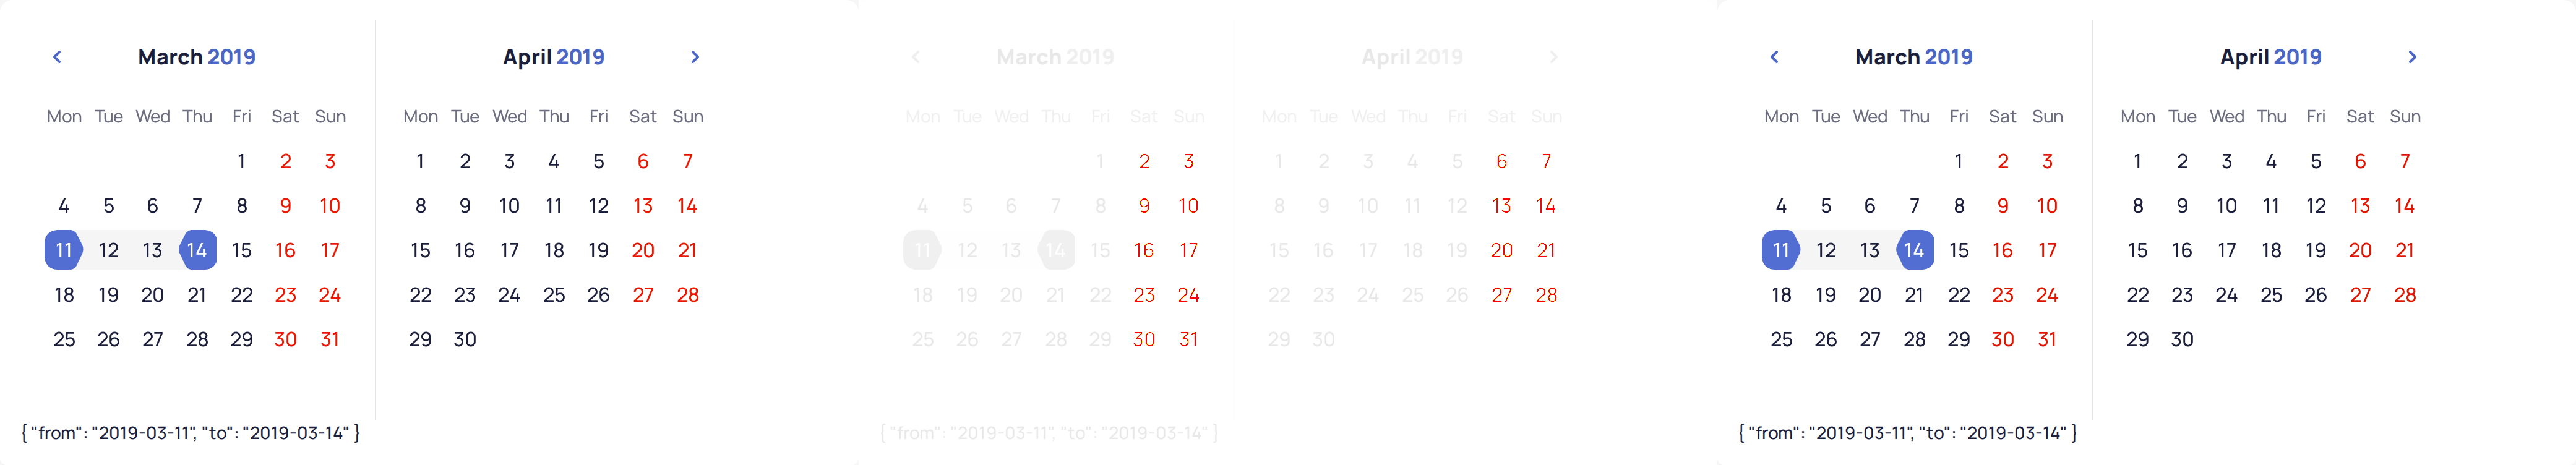 March 2019 April 2019
Mon Tue Wed Thu Fri Sat Sun Mon Tue Wed Thu Fri Sat Sun
1 2 3 1 2 3 4 5 6 7
4 5 6 7 8 9 10 8 9 10 11 12 13 14
11 12 13 14 15 16 17 15 16 17 18 19 20 21
18 19 20 21 22 23 24 22 23 24 25 26 27 28
25 26 27 28 29 30 31 29 30
{ "from": "2019-03-11", "to": "2019-03-14" }
March 2019 April 2019
Mon Tue Wed Thu Fri Sat Sun Mon Tue Wed Thu Fri Sat Sun
1 2 3 1 2 3 4 5 6 7
4 5 6 7 8 9 10 8 9 10 11 12 13 14
11 12 13 14 15 16 17 15 16 17 18 19 20 21
18 19 20 21 22 23 24 22 23 24 25 26 27 28
25 26 27 28 29 30 31 29 30
{ "from": "2019-03-11", "to": "2019-03-14" }
March 2019 April 2019
Mon Tue Wed Thu Fri Sat Sun Mon Tue Wed Thu Fri Sat Sun
1 2 3 1 2 3 4 5 6 7
4 5 6 7 8 9 10 8 9 10 11 12 13 14
11 12 13 14 15 16 17 15 16 17 18 19 20 21
18 19 20 21 22 23 24 22 23 24 25 26 27 28
25 26 27 28 29 30 31 29 30
{ "from": "2019-03-11", "to": "2019-03-14" }